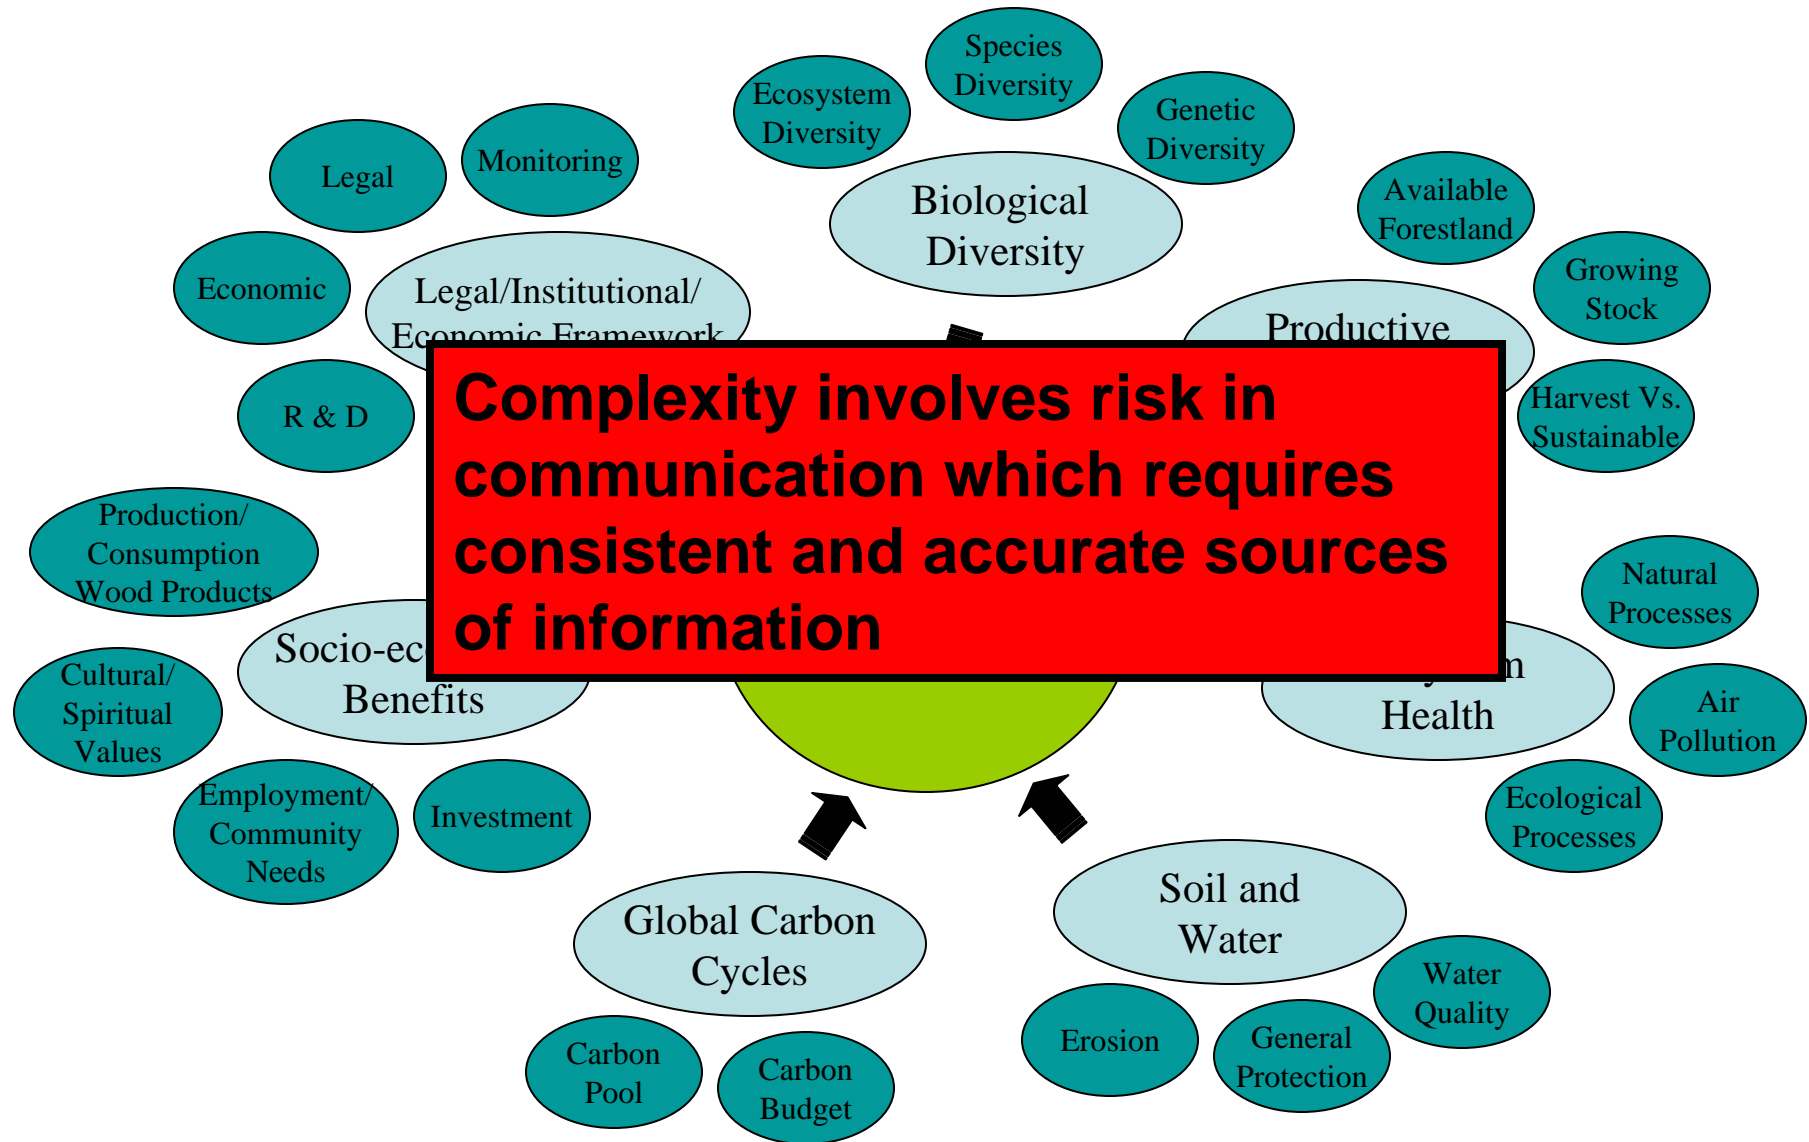 Species
Diversity
Ecosystem
Diversity
Genetic
Diversity
Biological
Diversity
Legal
Monitoring
Economic
R & D
Legal/Institutional/
Economic Framework
Available
Forestland
Growing
Stock
Harvest Vs.
Sustainable
Productive
Complexity involves risk in
communication which requires
consistent and accurate sources
of information
Production/
Consumption
Wood Products
Cultural/
Spiritual
Values
Employment/
Community
Needs
Investment
Benefits
Natural
Processes
Air
Pollution
Ecological
Processes
Health
Global Carbon
Cycles
Carbon
Pool
Carbon
Budget
Soil and
Water
Erosion
General
Protection
Water
Quality